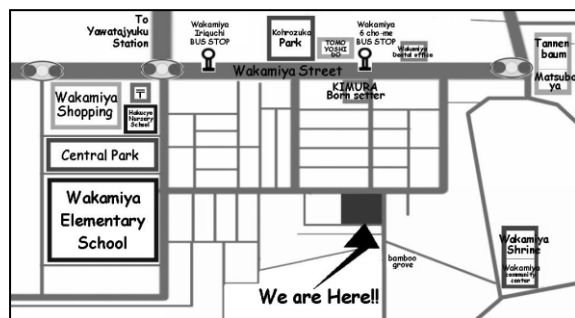 To
Yawatajyuku
Station
Wakamiya
Iriguchi
BUS STOP
Kohrozuka
Park
TOMO
YOSHI
DO
Wakamiya
6 cho-me
BUS STOP
Wakamiya
Dental office
Tannen
baum
Matsuba
ya
Wakamiya Street
Wakamiya
Shopping
〒
Hakucyo
Nursery
School
KIMURA
Born setter
Central Park
Wakamiya
Elementary
School
We are Here!!
bamboo
grove
Wakamiya
Shrine
Wakamiya
community
center